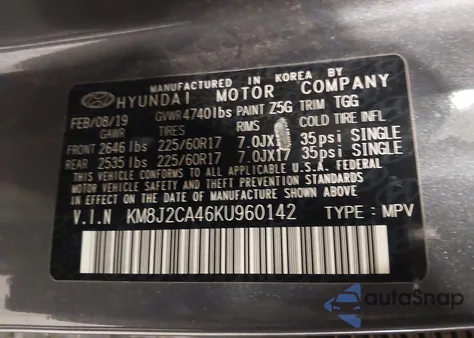 MANUFACTURED IN KOREA BY
HYUNDAI MOTOR COMPANY
FEB/08/19 GVWR4740lbs PAINT Z5G TRIM TGG
GAWR TIRES RIMS COLD TIRE INFL
FRONT 2646 lbs 225/60R17 7.0JX1 35psi SINGLE
REAR 2535 lbs 225/60R17 7.0JX17 35psi SINGLE
THIS VEHICLE CONFORMS TO ALL APPLICABLE U.S.A. FEDERAL
MOTOR VEHICLE SAFETY AND THEFT PREVENTION STANDARDS
IN EFFECT ON THE DATE OF MANUFACTURE SHOWN ABOVE
V.I.N KM8J2CA46KU960142 TYPE : MPV
autoSnap